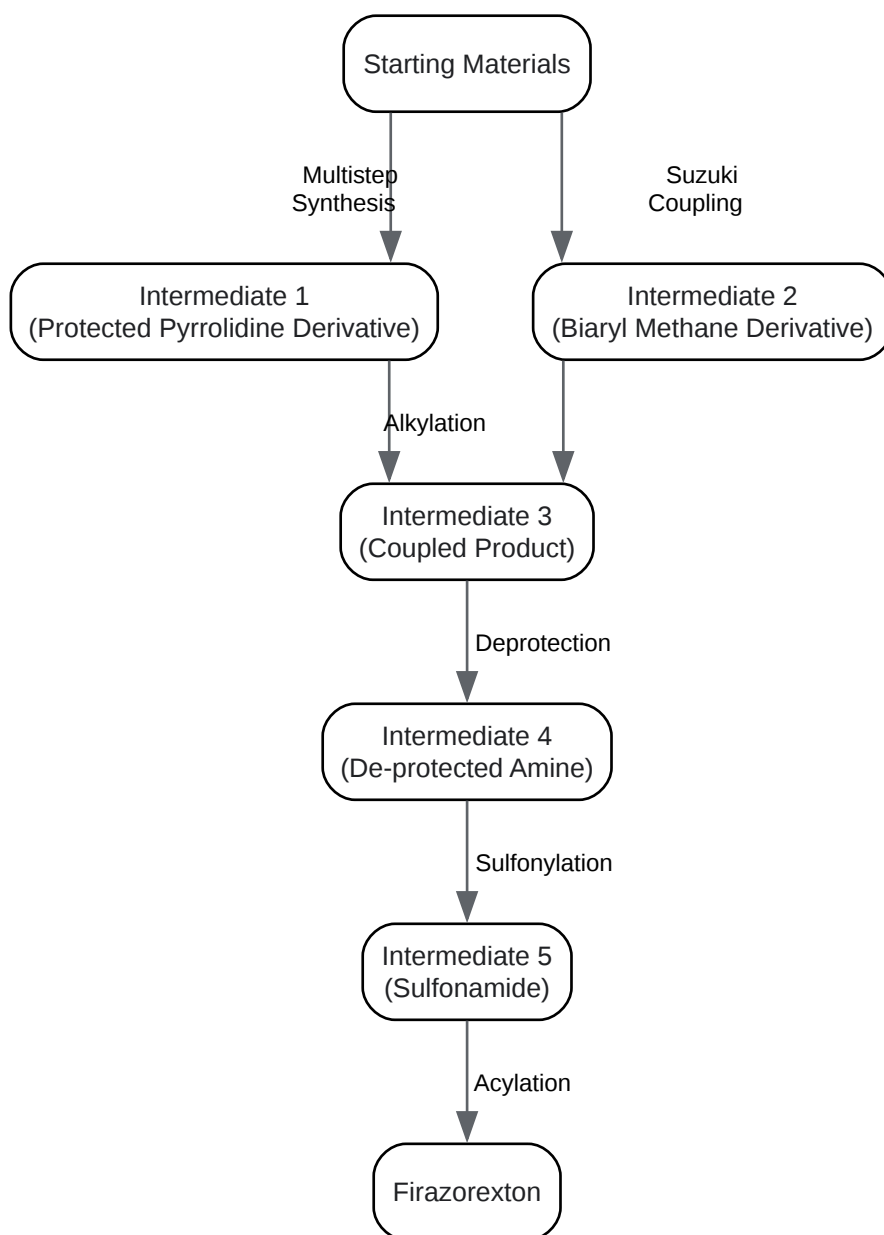 Starting Materials
Multistep
Synthesis
Suzuki
Coupling
Intermediate 1
(Protected Pyrrolidine Derivative)
Intermediate 2
(Biaryl Methane Derivative)
Alkylation
Intermediate 3
(Coupled Product)
Deprotection
Intermediate 4
(De-protected Amine)
Sulfonylation
Intermediate 5
(Sulfonamide)
Acylation
Firazorexton